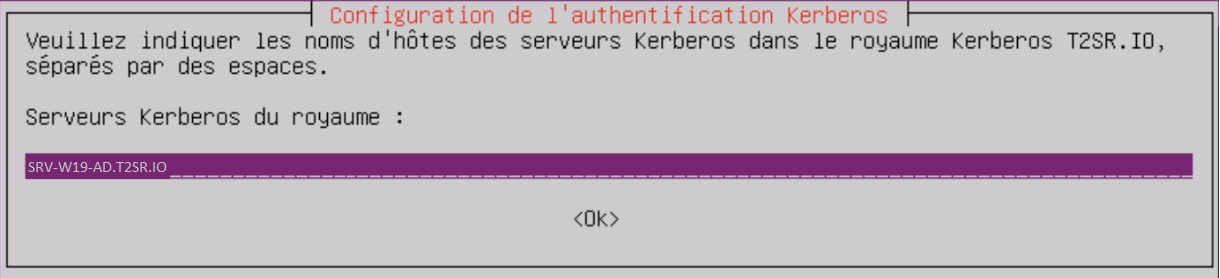 Configuration de l'authentification Kerberos
Veuillez indiquer les noms d'hôtes des serveurs Kerberos dans le royaume Kerberos T2SR.IO,
séparés par des espaces.
Serveurs Kerberos du royaume :
SRV-W19-AD.T2SR.IO
<Ok>